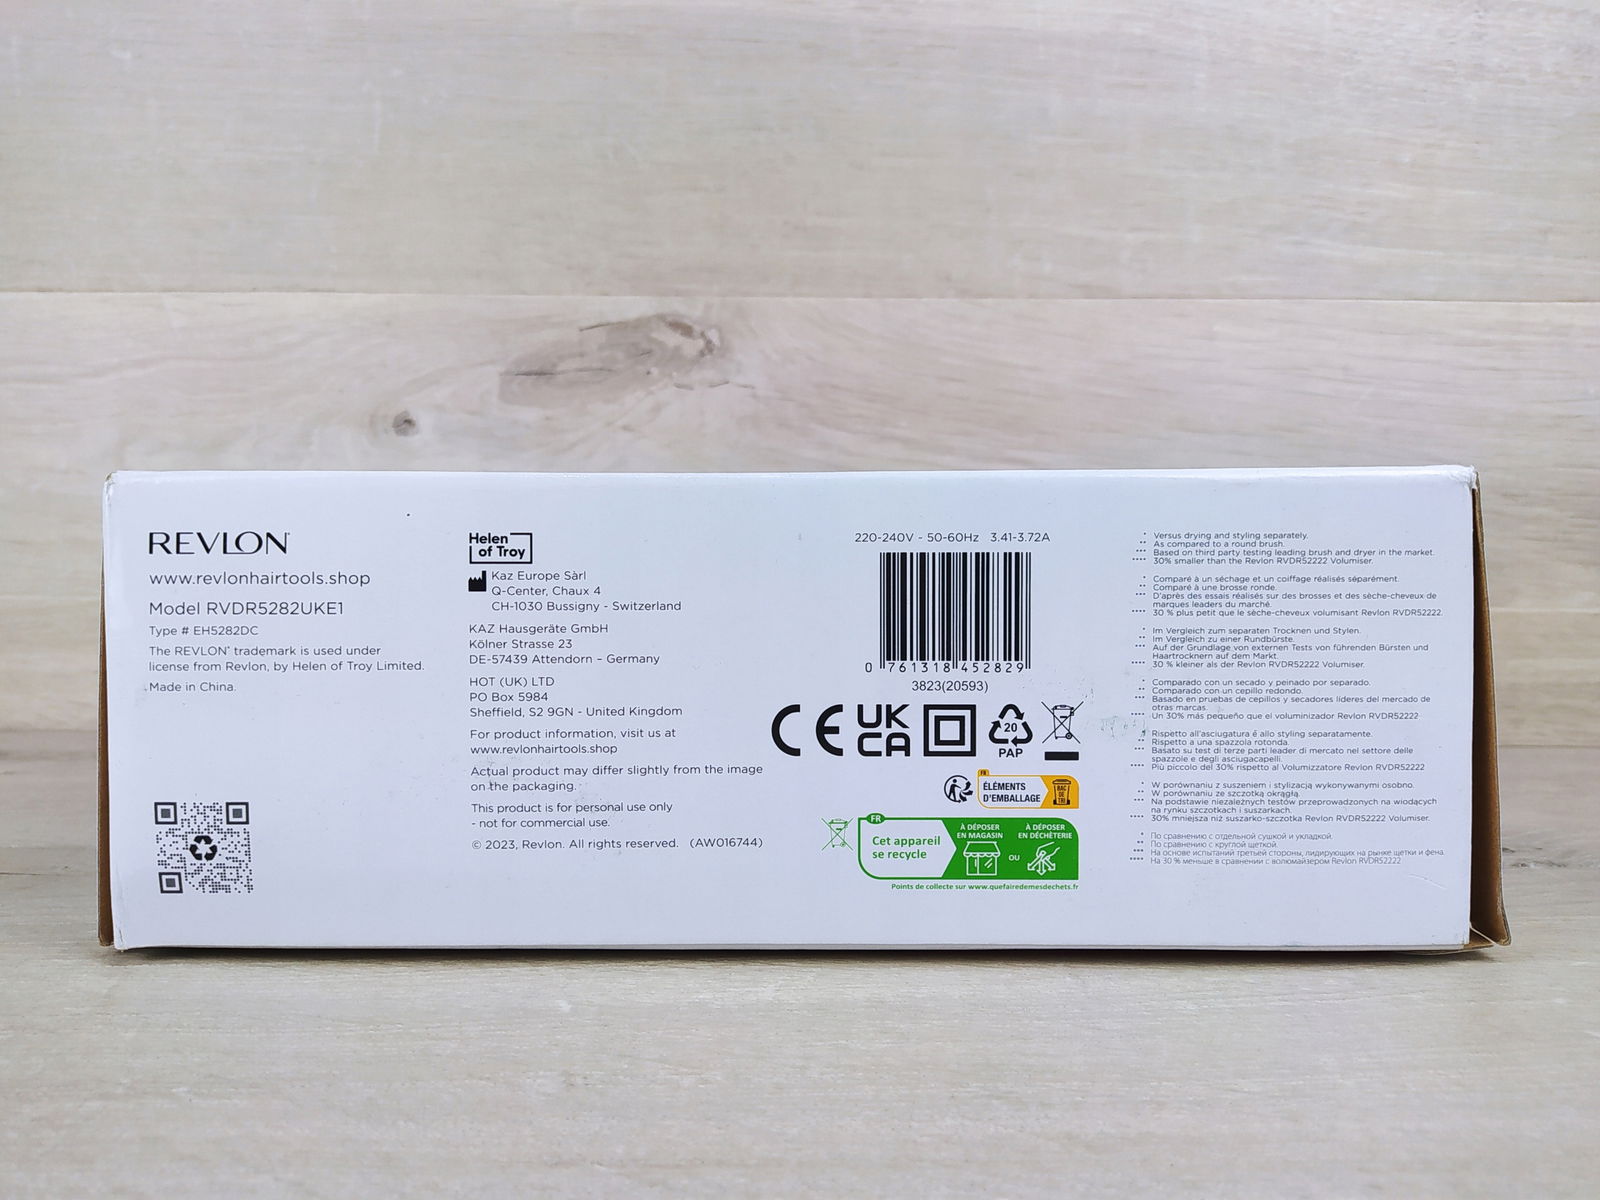 REVLON®
www.revlonhairtools.shop
Model RVDR5282UKE1
Type # EH5282DC
The REVLON® trademark is used under
license from Revlon, by Helen of Troy Limited.
Made in China.
Helen
of Troy
Kaz Europe Sàrl
Q-Center, Chaux 4
CH-1030 Bussigny - Switzerland
KAZ Hausgeräte GmbH
Kölner Strasse 23
DE-57439 Attendorn – Germany
HOT (UK) LTD
PO Box 5984
Sheffield, S2 9GN - United Kingdom
For product information, visit us at
www.revlonhairtools.shop
Actual product may differ slightly from the image
on the packaging.
This product is for personal use only
- not for commercial use.
© 2023, Revlon. All rights reserved. (AW016744)
220-240V - 50-60Hz 3.41-3.72A
0 761318 452829
3823(20593)
CE
UK
CA
20
PAP
FR
ÉLÉMENTS
D'EMBALLAGE
BAC
DE
TRI
FR
Cet appareil
se recycle
À DÉPOSER
EN MAGASIN
OU
À DÉPOSER
EN DÉCHÈTERIE
Points de collecte sur www.quefairedemesdechets.fr
* Versus drying and styling separately.
** As compared to a round brush.
*** Based on third party testing leading brush and dryer in the market.
**** 30% smaller than the Revlon RVDR52222 Volumiser.
* Comparé à un séchage et un coiffage réalisés séparément.
** Comparé à une brosse ronde.
*** D'après des essais réalisés sur des brosses et des sèche-cheveux de
marques leaders du marché.
**** 30 % plus petit que le sèche-cheveux volumisant Revlon RVDR52222.
* Im Vergleich zum separaten Trocknen und Stylen.
** Im Vergleich zu einer Rundbürste.
*** Auf der Grundlage von externen Tests von führenden Bürsten und
Haartrocknern auf dem Markt.
**** 30 % kleiner als der Revlon RVDR52222 Volumiser.
* Comparado con un secado y peinado por separado.
** Comparado con un cepillo redondo.
*** Basado en pruebas de cepillos y secadores líderes del mercado de
otras marcas.
**** Un 30% más pequeño que el voluminizador Revlon RVDR52222
* Rispetto all'asciugatura é allo styling separatamente.
** Rispetto a una spazzola rotonda.
*** Basato su test di terze parti leader di mercato nel settore delle
spazzole e degli asciugacapelli.
**** Più piccolo del 30% rispetto al Volumizzatore Revlon RVDR52222
* W porównaniu z suszeniem i stylizacją wykonywanymi osobno.
** W porównaniu ze szczotką okrągłą.
*** Na podstawie niezależnych testów przeprowadzonych na wiodących
na rynku szczotkach i suszarkach.
**** 30% mniejsza niż suszarko-szczotka Revlon RVDR52222 Volumiser.
* По сравнению с отдельной сушкой и укладкой.
** По сравнению с круглой щеткой.
*** На основе испытаний третьей стороны, лидирующих на рынке щетки и фена.
**** На 30 % меньше в сравнении с волюмайзером Revlon RVDR52222